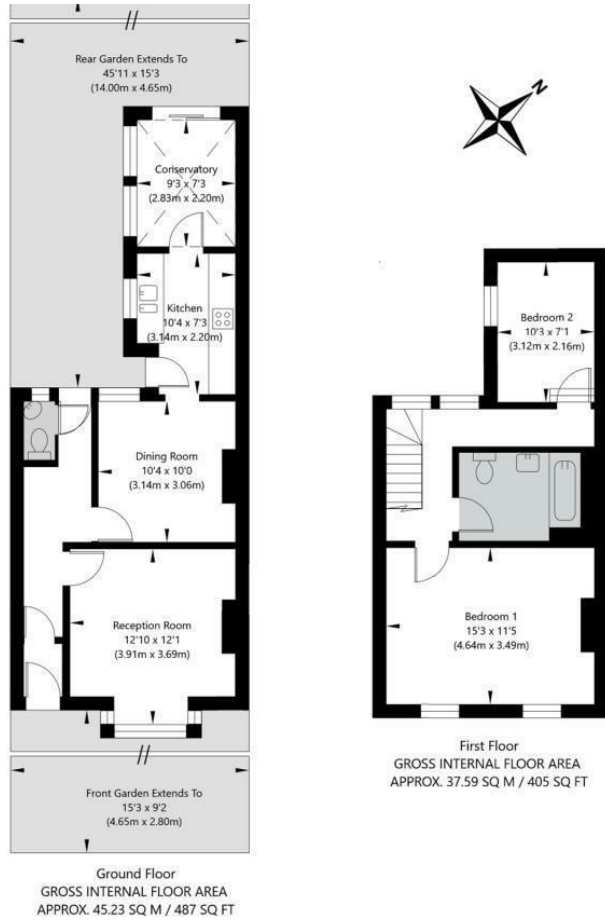 Rear Garden Extends To
45'11 x 15'3
(14.00m x 4.65m)
N
Conservatory
9'3 x 7'3
(2.83m x 2.20m)
Kitchen
10'4 x 7'3
(3.14m x 2.20m)
Bedroom 2
10'3 x 7'1
(3.12m x 2.16m)
Dining Room
10'4 x 10'0
(3.14m x 3.06m)
Reception Room
12'10 x 12'1
(3.91m x 3.69m)
Bedroom 1
15'3 x 11'5
(4.64m x 3.49m)
First Floor
GROSS INTERNAL FLOOR AREA
APPROX. 37.59 SQ M / 405 SQ FT
Front Garden Extends To
15'3 x 9'2
(4.65m x 2.80m)
Ground Floor
GROSS INTERNAL FLOOR AREA
APPROX. 45.23 SQ M / 487 SQ FT